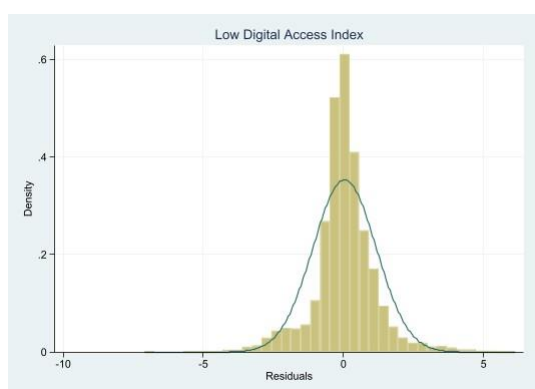 Low Digital Access Index
.6
.4
.2
0
Density
-10
-5
0
5
Residuals